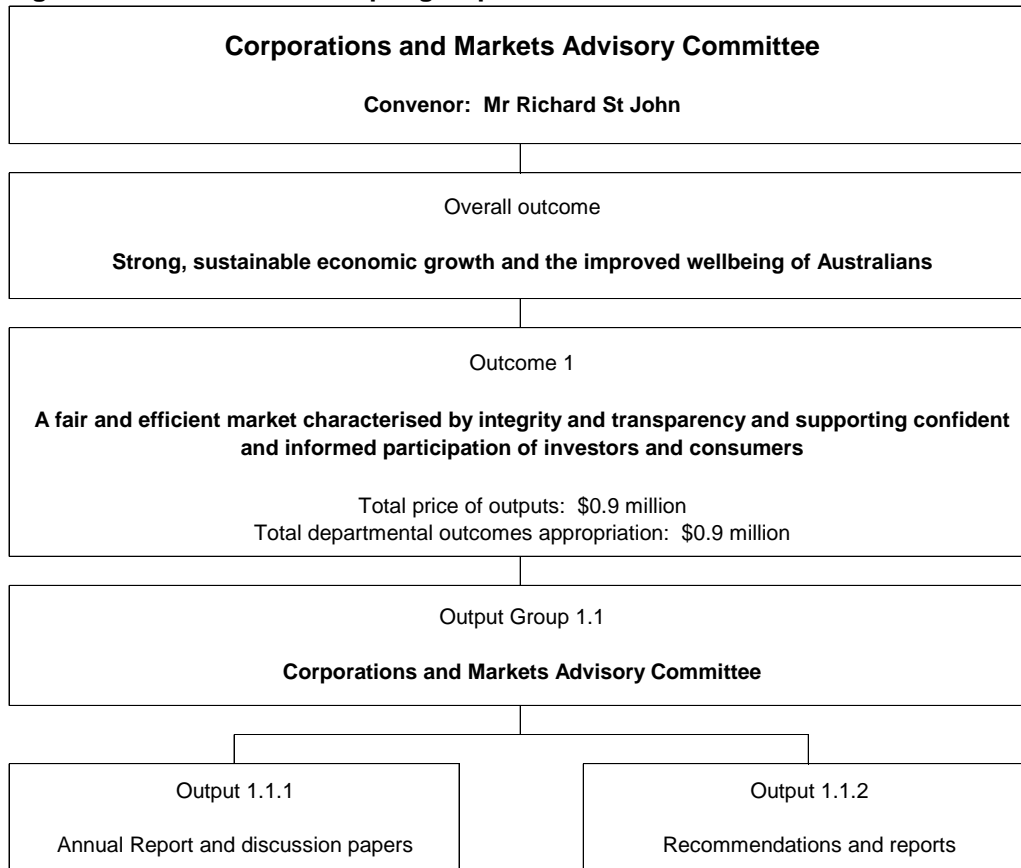 Corporations and Markets Advisory Committee
Convenor: Mr Richard St John
Overall outcome
Strong, sustainable economic growth and the improved wellbeing of Australians
Outcome 1
A fair and efficient market characterised by integrity and transparency and supporting confident
and informed participation of investors and consumers
Total price of outputs: $0.9 million
Total departmental outcomes appropriation: $0.9 million
Output Group 1.1
Corporations and Markets Advisory Committee
Output 1.1.1
Annual Report and discussion papers
Output 1.1.2
Recommendations and reports